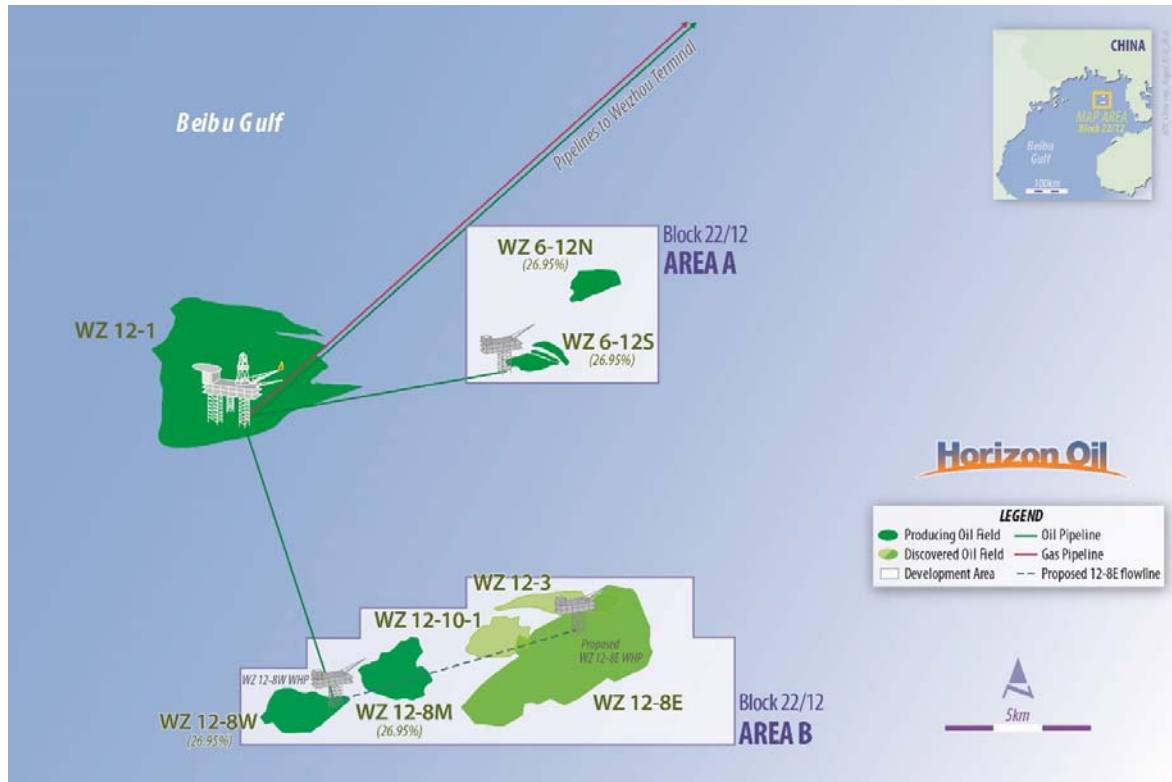 Beibu Gulf
Pipelines to Weizhou Terminal
CHINA
MAP AREA
Block 22/12
Beibu
Gulf
100km
Block 22/12
AREA A
WZ 6-12N
(26.95%)
WZ 12-1
WZ 6-12S
(26.95%)
Horizon Oil
LEGEND
Producing Oil Field
Oil Pipeline
Discovered Oil Field
Gas Pipeline
Development Area
Proposed 12-8E flowline
WZ 12-3
WZ 12-10-1
Proposed
WZ 12-8E WHP
WZ 12-8W WHP
WZ 12-8E
WZ 12-8W
(26.95%)
WZ 12-8M
(26.95%)
Block 22/12
AREA B
5km